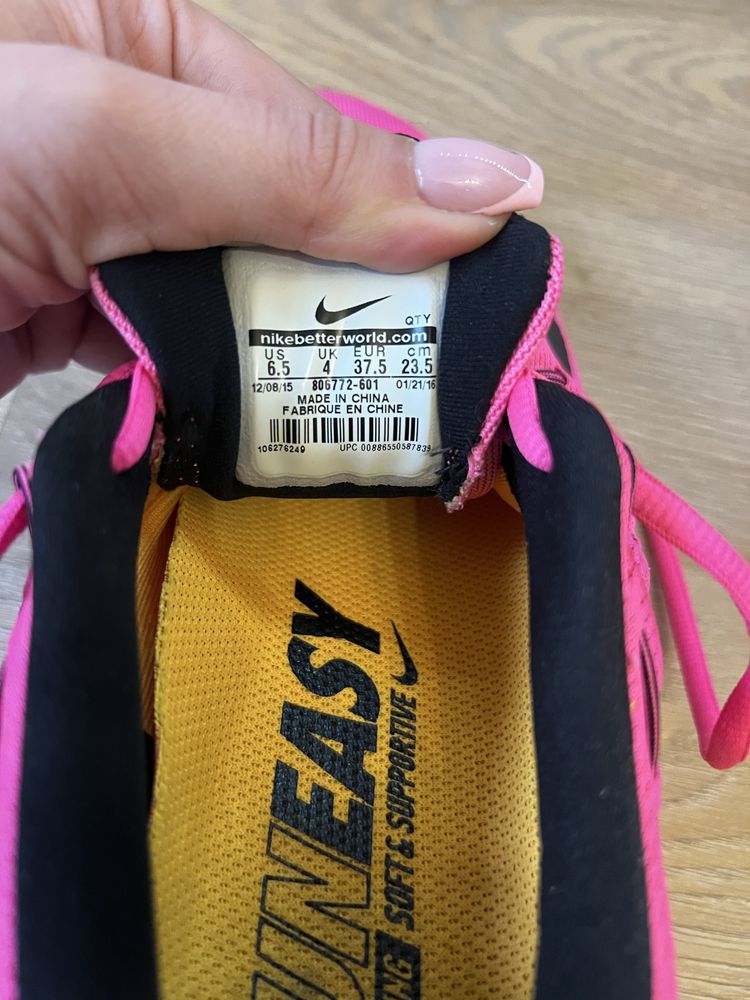 QTY
nikebetterworld.com
US UK EUR cm
6.5 4 37.5 23.5
12/08/15 806772-601 01/21/16
MADE IN CHINA
FABRIQUE EN CHINE
106276249 UPC 00886550587839
EASY
SOFT & SUPPORTIVE